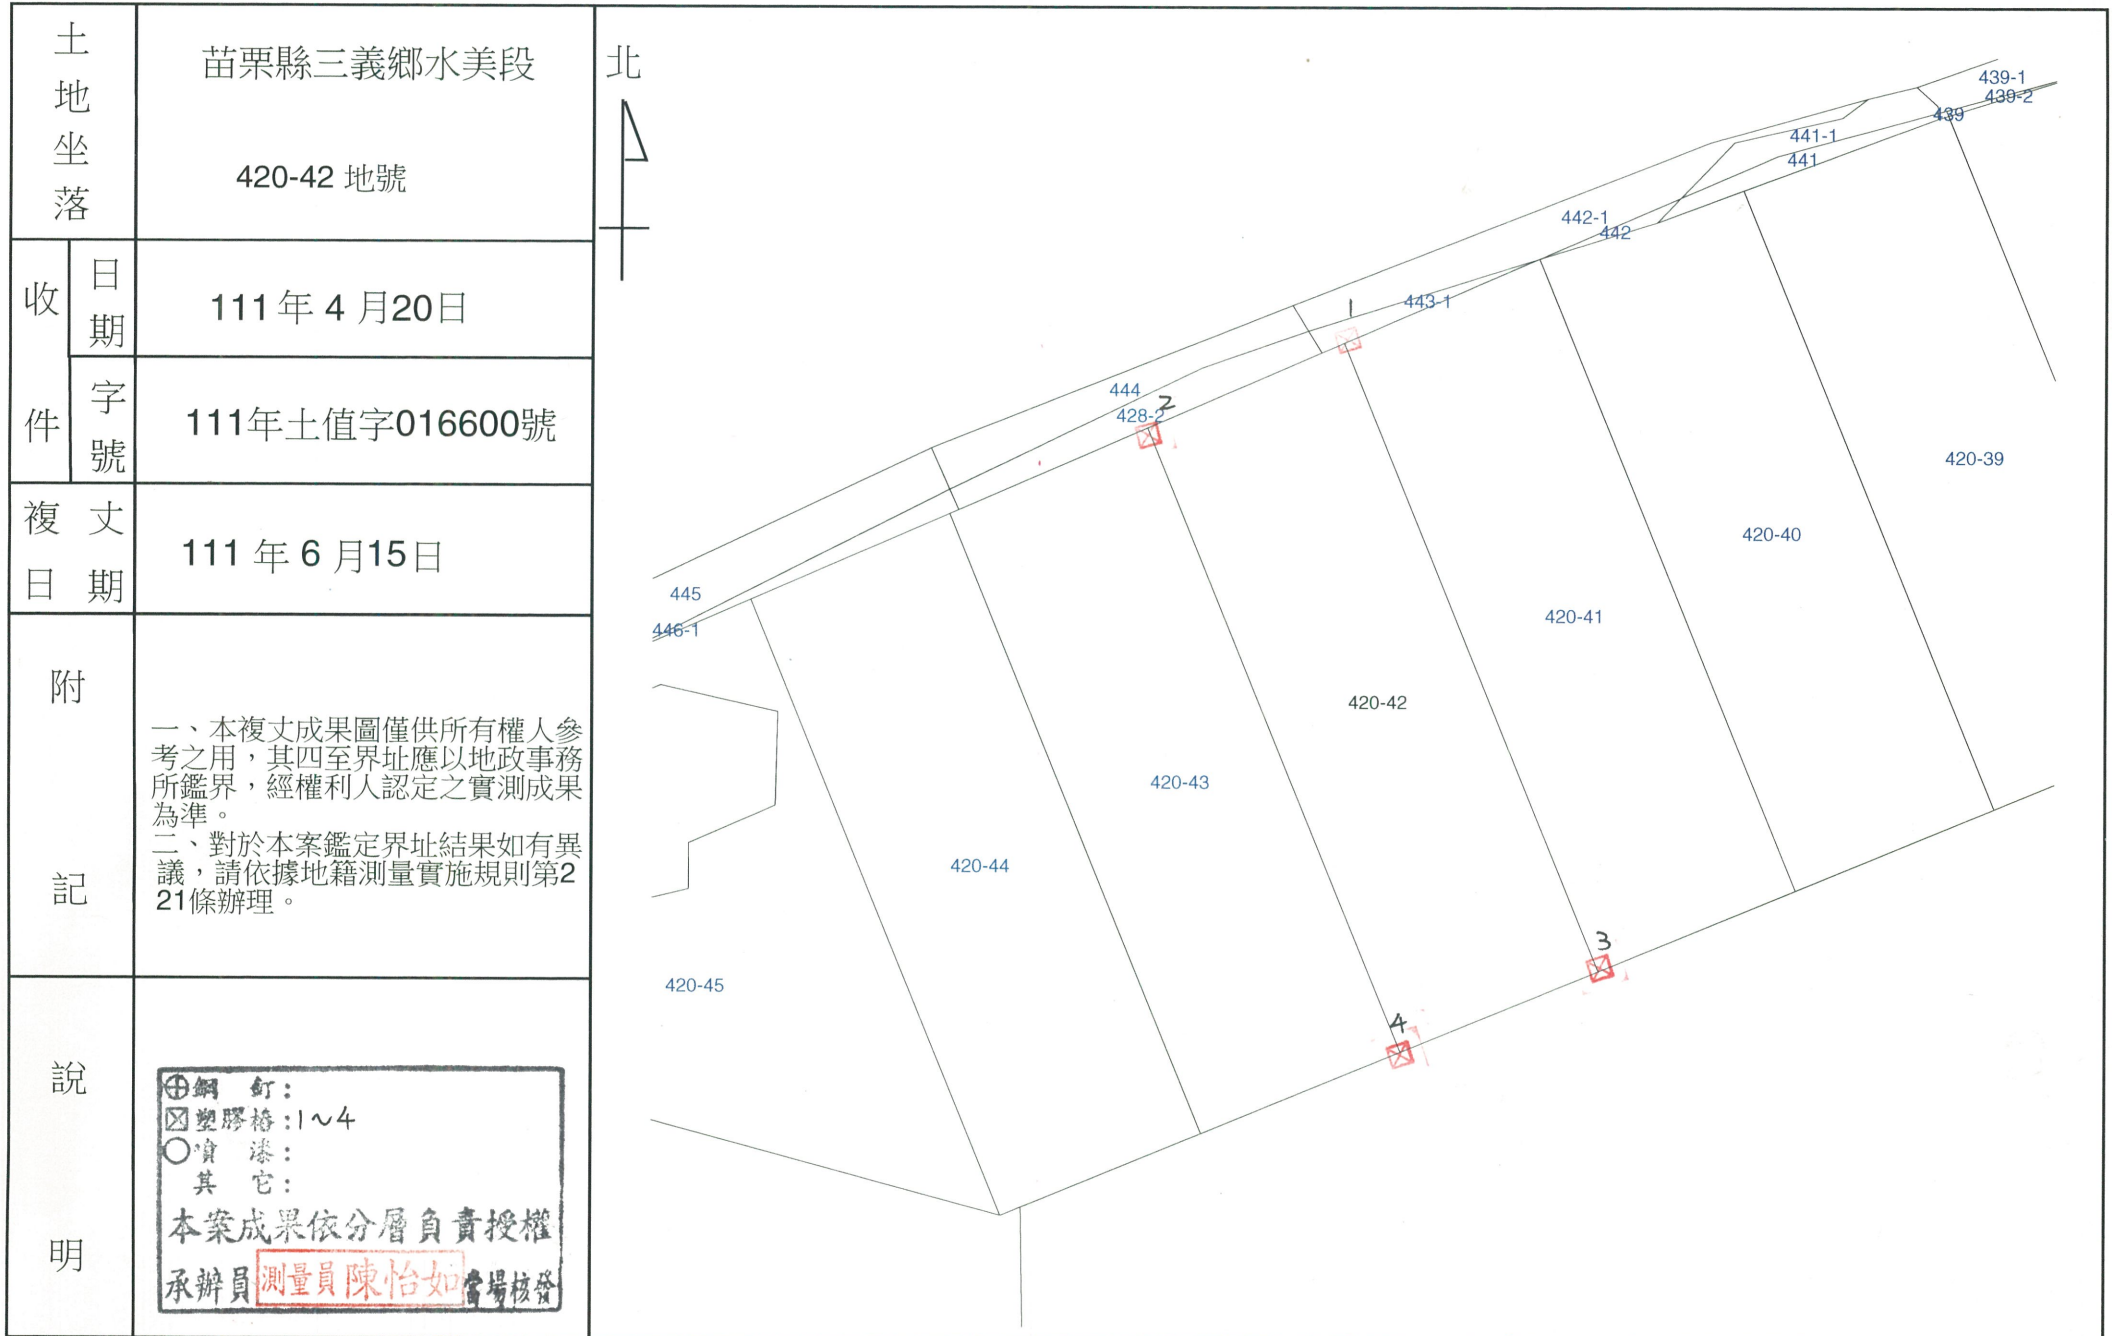 土地坐落
苗栗縣三義鄉水美段
420-42 地號
收件
日期
111 年 4 月20日
字號
111年土值字016600號
複丈
日期
111 年 6 月15日
附記
一、本複丈成果圖僅供所有權人參
考之用，其四至界址應以地政事務
所鑑界，經權利人認定之實測成果
為準。
二、對於本案鑑定界址結果如有異
議，請依據地籍測量實施規則第2
21條辦理。
說明
鋼 釘：
塑膠樁：1~4
噴 漆：
其 它：
本案成果依分層負責授權
承辦員 測量員陳怡如 當場核發
北
439-1
439-2
439
441-1
441
442-1
442
443-1
1
444
428-2
2
445
446-1
420-39
420-40
420-41
420-42
420-43
420-44
420-45
3
4